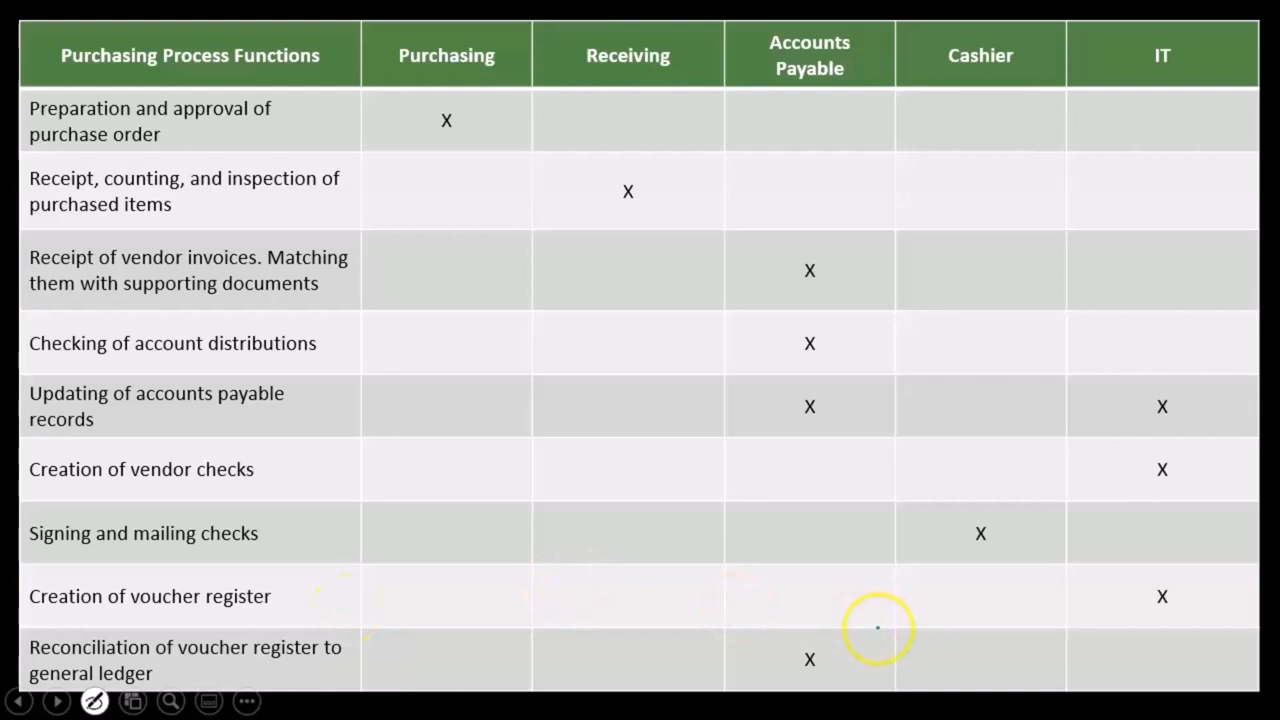 Purchasing Process Functions Purchasing Receiving Accounts Payable Cashier IT
Preparation and approval of
purchase order X
Receipt, counting, and inspection of
purchased items X
Receipt of vendor invoices. Matching
them with supporting documents X
Checking of account distributions X
Updating of accounts payable
records X X
Creation of vendor checks X
Signing and mailing checks X
Creation of voucher register X
Reconciliation of voucher register to
general ledger X